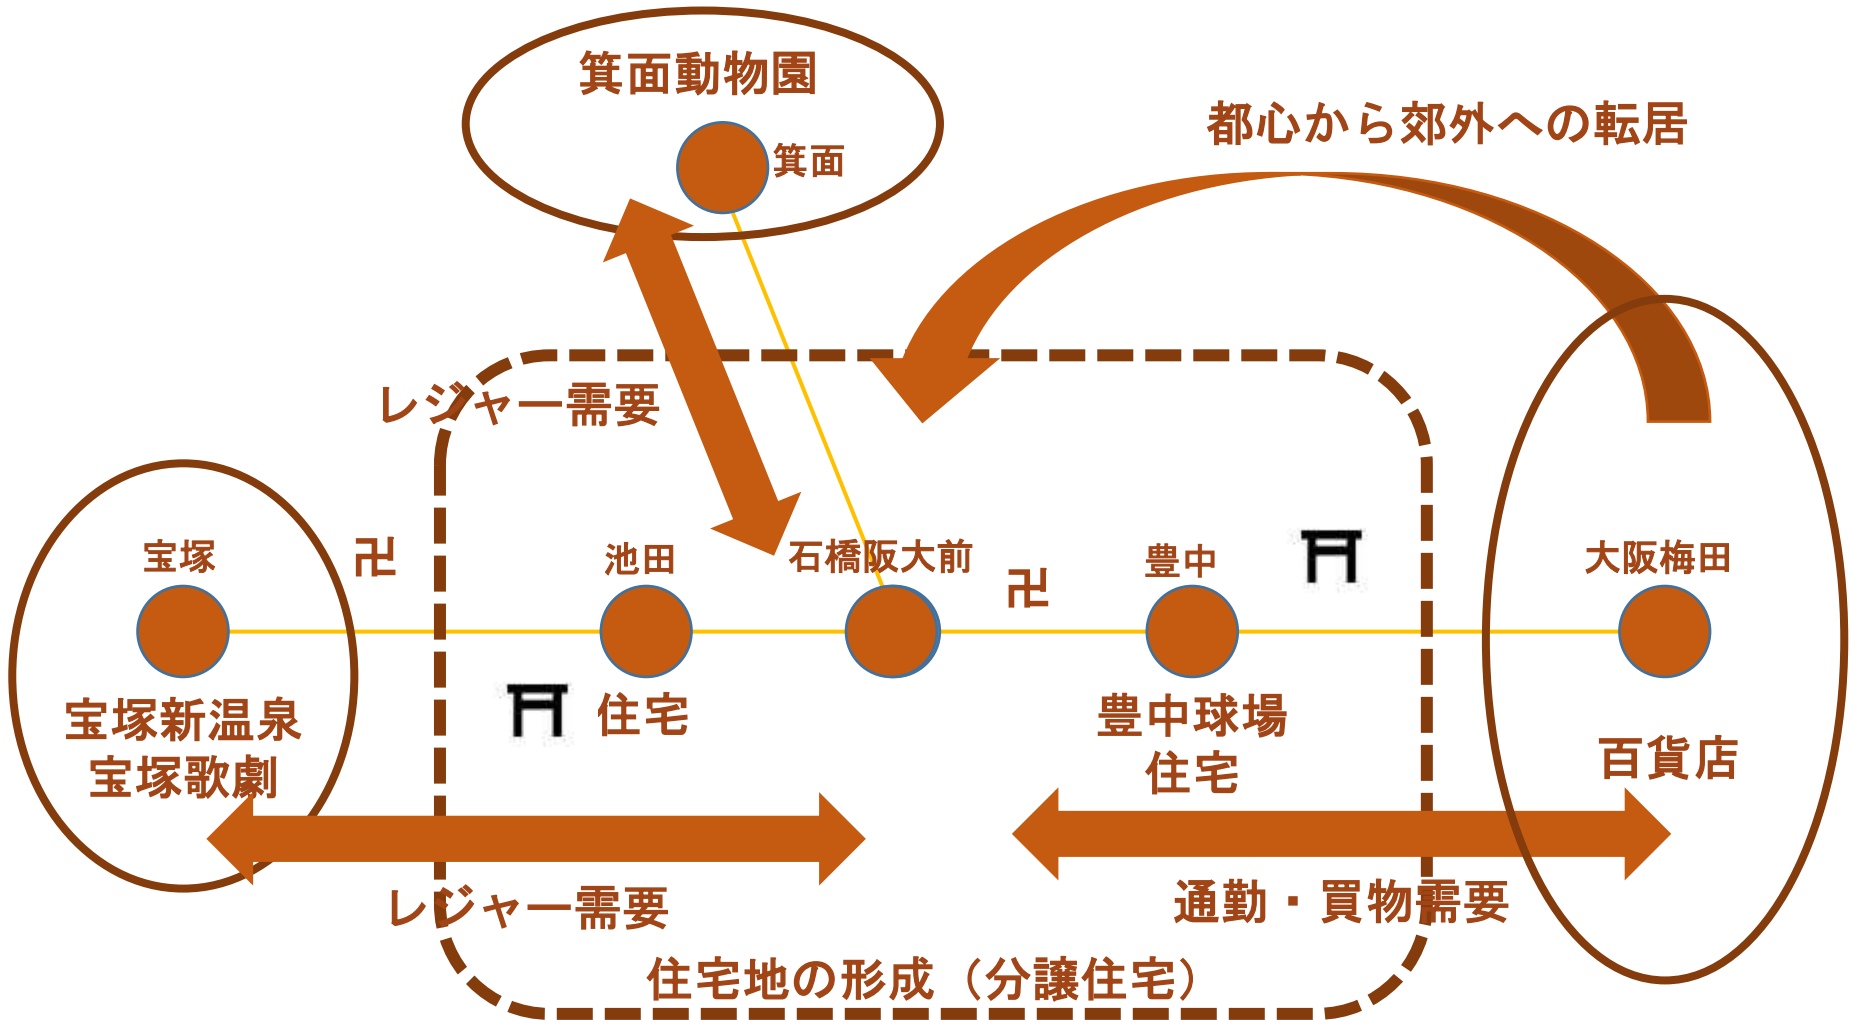 箕面動物園
箕面
都心から郊外への転居
レジャー需要
宝塚
卍
池田
石橋阪大前
卍
豊中
大阪梅田
宝塚新温泉
宝塚歌劇
住宅
豊中球場
住宅
百貨店
レジャー需要
通勤・買物需要
住宅地の形成（分譲住宅）